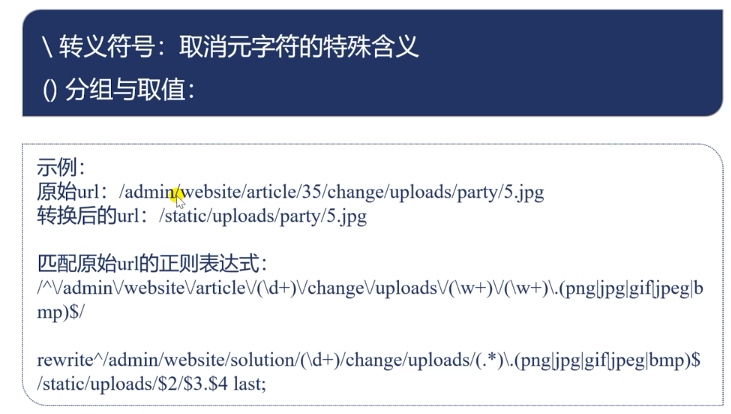 \ 转义符号：取消元字符的特殊含义
() 分组与取值：
示例：
原始url：/admin/website/article/35/change/uploads/party/5.jpg
转换后的url：/static/uploads/party/5.jpg
匹配原始url的正则表达式：
/^\/admin\/website\/article\/(\d+)\/change\/uploads\/(\w+)\/(\w+)\.(png|jpg|gif|jpeg|b
mp)$/
rewrite^/admin/website/solution/(\d+)/change/uploads/(.*)\.(png|jpg|gif|jpeg|bmp)$
/static/uploads/$2/$3.$4 last;